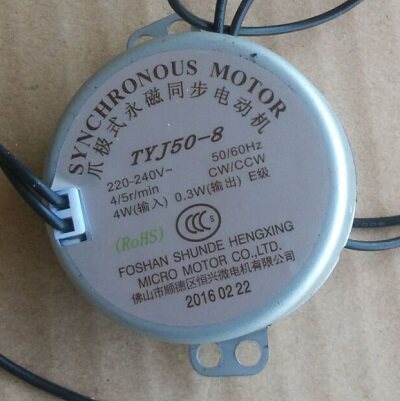 SYNCHRONOUS MOTOR
爪极式永磁同步电动机
TYJ50-8
220-240V~ 50/60Hz
4/5r/min CW/CCW
4W(输入) 0.3W(输出) E级
(RoHS) CCC
FOSHAN SHUNDE HENGXING
MICRO MOTOR CO.,LTD.
佛山市顺德区恒兴微电机有限公司
2016 02 22